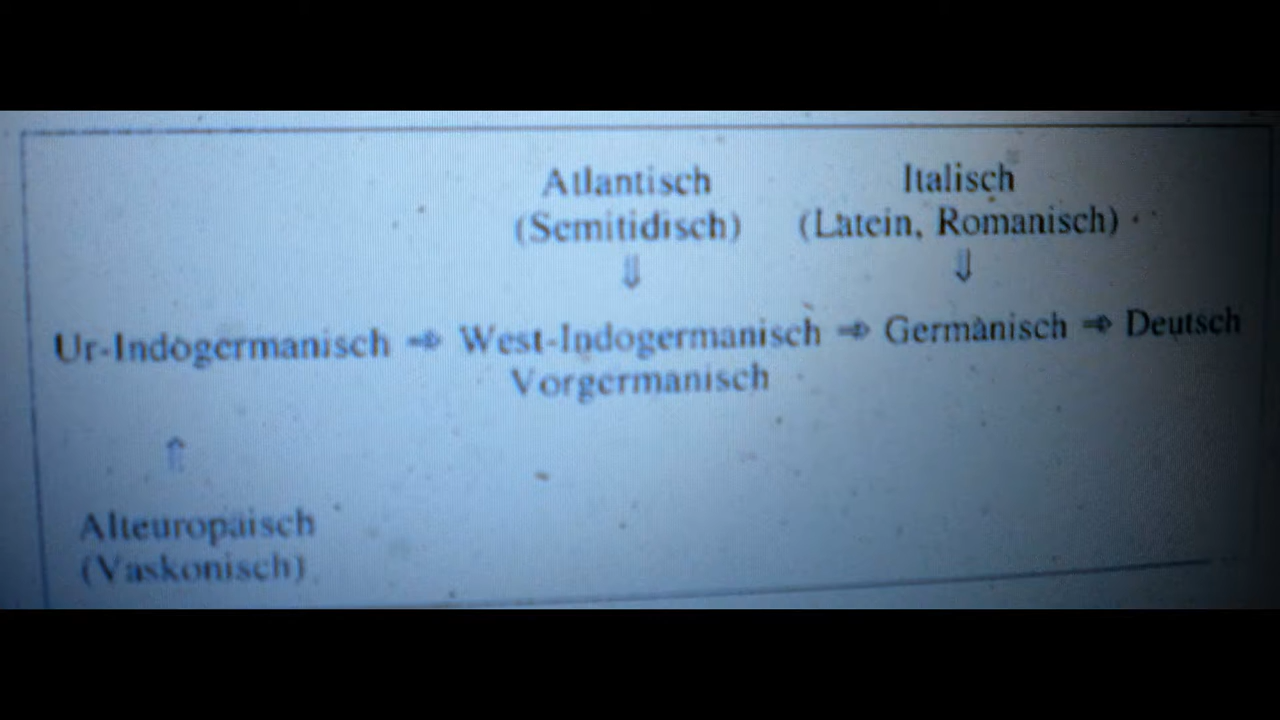 Atlantisch Italisch
(Semitidisch) (Latein, Romanisch)
⇓ ⇓
Ur-Indogermanisch ⇒ West-Indogermanisch ⇒ Germanisch ⇒ Deutsch
Vorgermanisch
⇑
Alteuropäisch
(Vaskonisch)